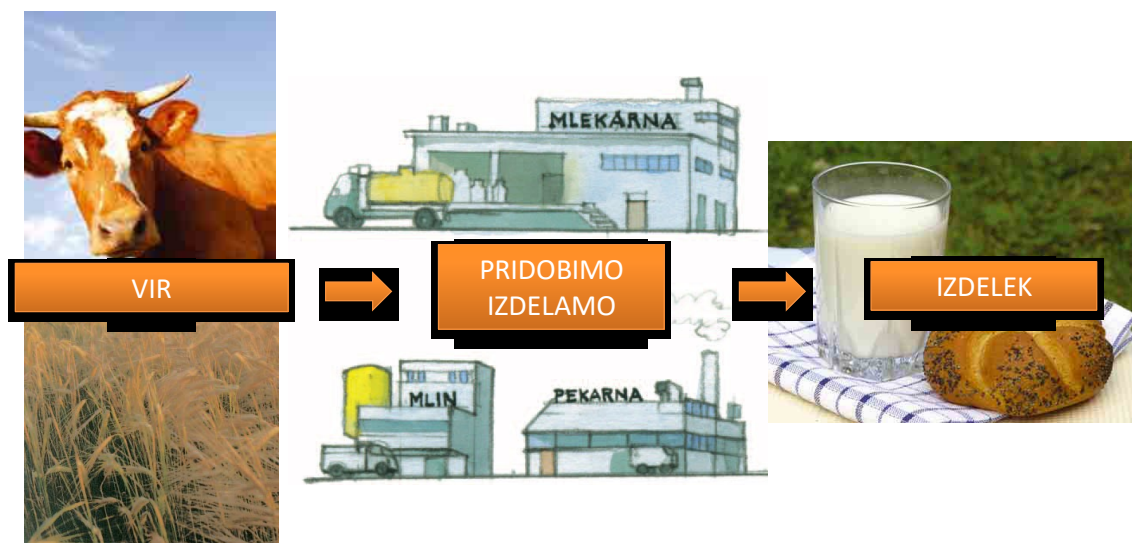 MLEKARNA
VIR
PRIDOBIMO
IZDELAMO
IZDELEK
MLIN
PEKARNA